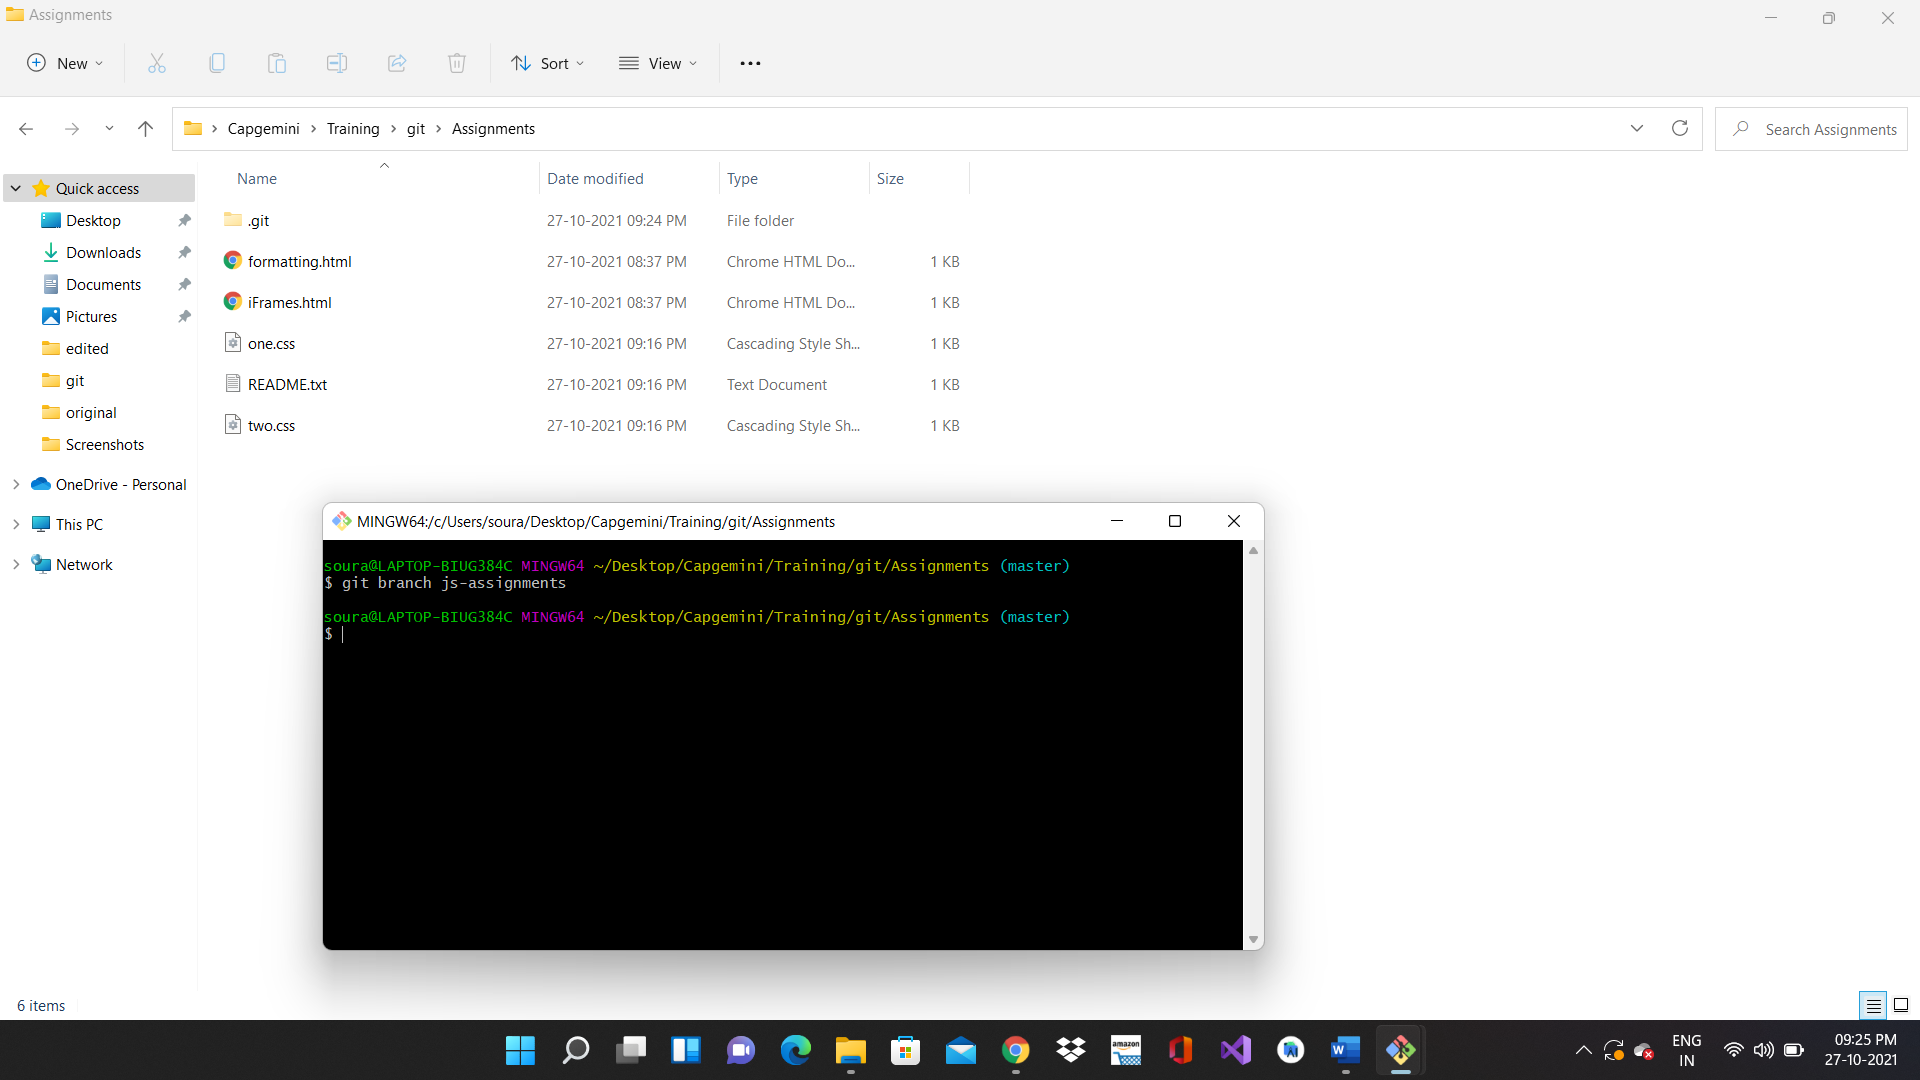 Assignments
New
Sort
View
Capgemini > Training > git > Assignments
Search Assignments
Name Date modified Type Size
Quick access
Desktop
Downloads
Documents
Pictures
edited
git
original
Screenshots
OneDrive - Personal
This PC
Network
.git 27-10-2021 09:24 PM File folder
formatting.html 27-10-2021 08:37 PM Chrome HTML Do... 1 KB
iFrames.html 27-10-2021 08:37 PM Chrome HTML Do... 1 KB
one.css 27-10-2021 09:16 PM Cascading Style Sh... 1 KB
README.txt 27-10-2021 09:16 PM Text Document 1 KB
two.css 27-10-2021 09:16 PM Cascading Style Sh... 1 KB
MINGW64:/c/Users/soura/Desktop/Capgemini/Training/git/Assignments
soura@LAPTOP-BIUG384C MINGW64 ~/Desktop/Capgemini/Training/git/Assignments (master)
$ git branch js-assignments
soura@LAPTOP-BIUG384C MINGW64 ~/Desktop/Capgemini/Training/git/Assignments (master)
$
6 items
amazon
W
ENG
IN
09:25 PM
27-10-2021